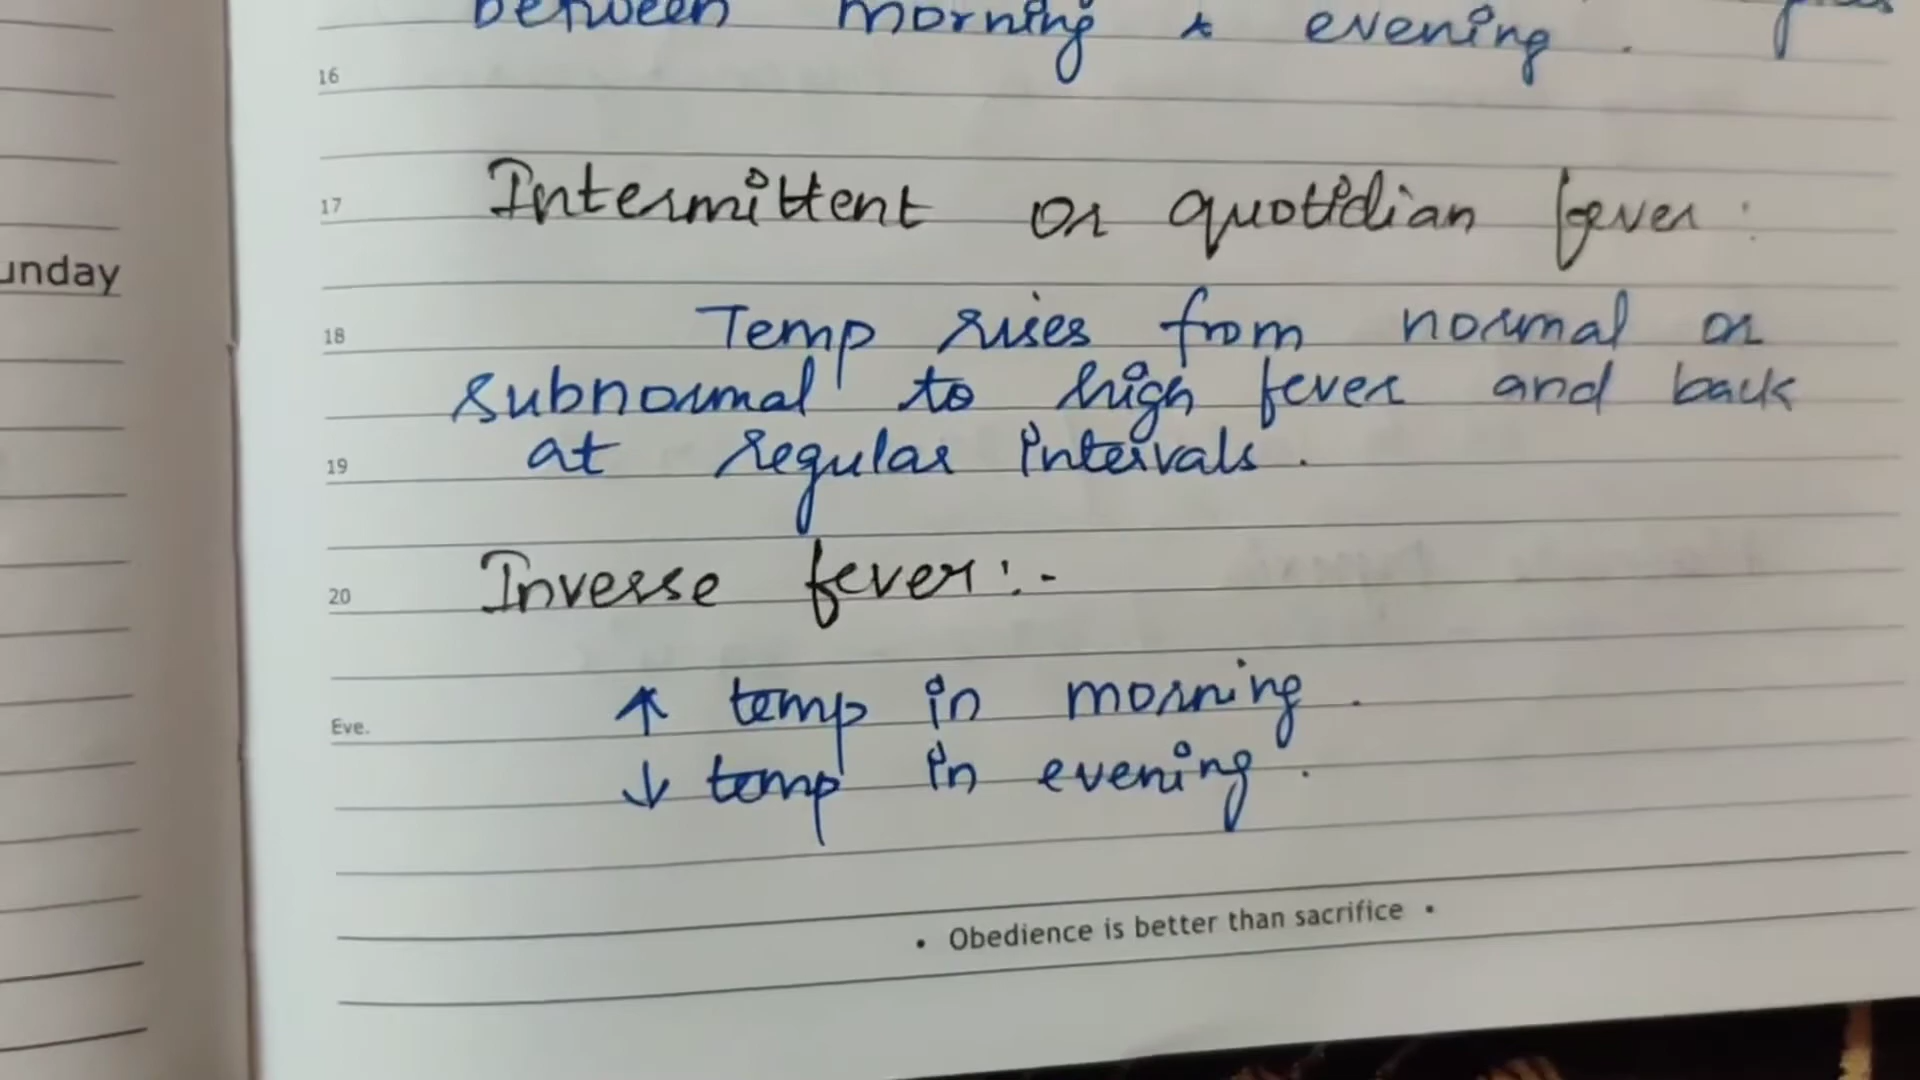 between morning & evening.
16
Intermittent or quotidian fever:
17
unday
Temp rises from normal or
18
subnormal to high fever and back
at regular intervals.
19
Inverse fever:-
20
↑ temp in morning.
Eve.
↓ temp in evening.
• Obedience is better than sacrifice •